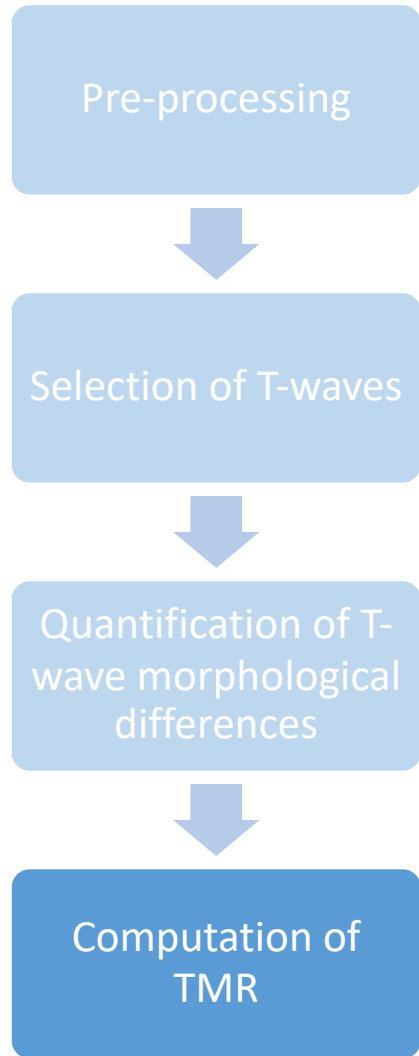 Pre-processing
Selection of T-waves
Quantification of T-
wave morphological
differences
Computation of
TMR